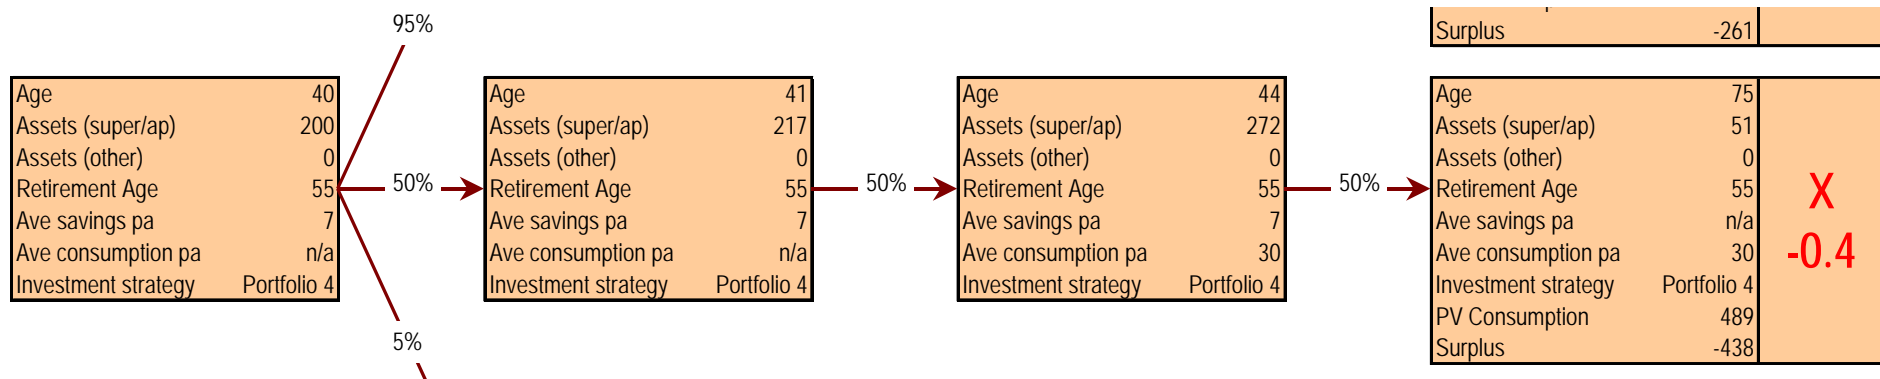 95%
Surplus -261
Age 40
Assets (super/ap) 200
Assets (other) 0
Retirement Age 55
Ave savings pa 7
Ave consumption pa n/a
Investment strategy Portfolio 4
50%
5%
Age 41
Assets (super/ap) 217
Assets (other) 0
Retirement Age 55
Ave savings pa 7
Ave consumption pa n/a
Investment strategy Portfolio 4
50%
Age 44
Assets (super/ap) 272
Assets (other) 0
Retirement Age 55
Ave savings pa 7
Ave consumption pa 30
Investment strategy Portfolio 4
50%
Age 75
Assets (super/ap) 51
Assets (other) 0
Retirement Age 55
Ave savings pa n/a
Ave consumption pa 30
Investment strategy Portfolio 4
PV Consumption 489
Surplus -438
X
-0.4